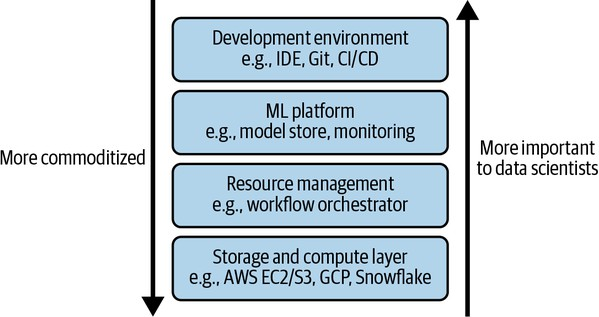 Development environment
e.g., IDE, Git, CI/CD
ML platform
e.g., model store, monitoring
More commoditized
More important
to data scientists
Resource management
e.g., workflow orchestrator
Storage and compute layer
e.g., AWS EC2/S3, GCP, Snowflake